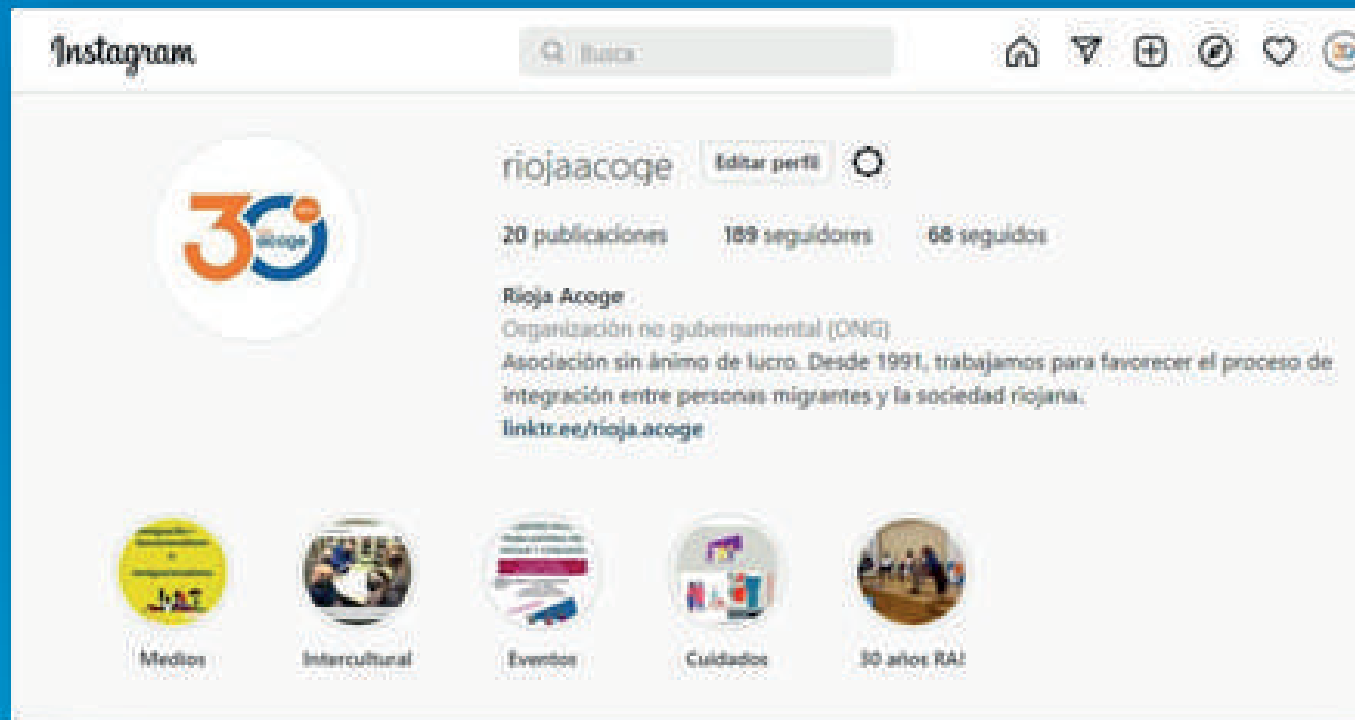 Instagram
Busca
riojaacoge Editar perfil
20 publicaciones 189 seguidores 68 seguidos
30
acoge
Rioja Acoge
Organización no gubernamental (ONG)
Asociación sin ánimo de lucro. Desde 1991, trabajamos para favorecer el proceso de
integración entre personas migrantes y la sociedad riojana.
linktr.ee/rioja.acoge
Medios Intercultural Eventos Cuidados 30 años RA!